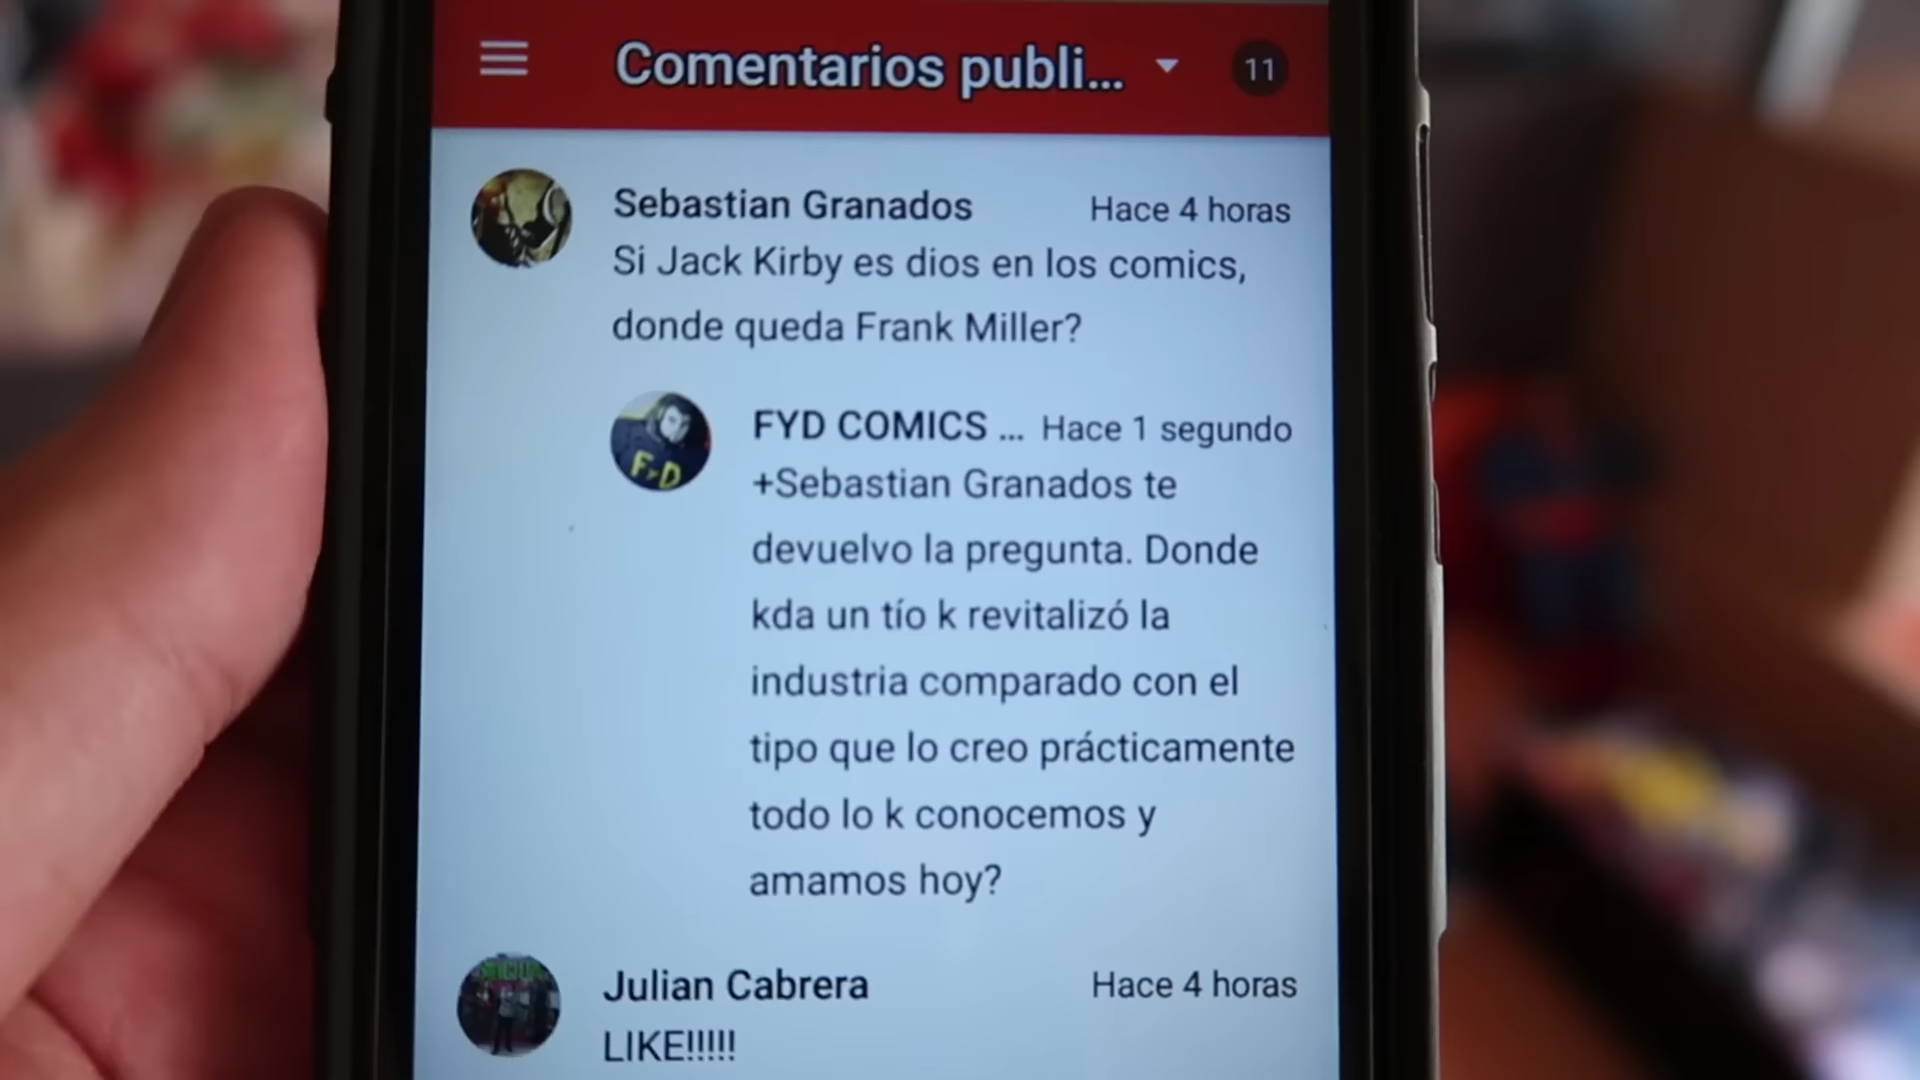 Comentarios publi...
11
Sebastian Granados Hace 4 horas
Si Jack Kirby es dios en los comics,
donde queda Frank Miller?
FYD COMICS ... Hace 1 segundo
FyD
+Sebastian Granados te
devuelvo la pregunta. Donde
kda un tío k revitalizó la
industria comparado con el
tipo que lo creo prácticamente
todo lo k conocemos y
amamos hoy?
Julian Cabrera Hace 4 horas
LIKE!!!!!